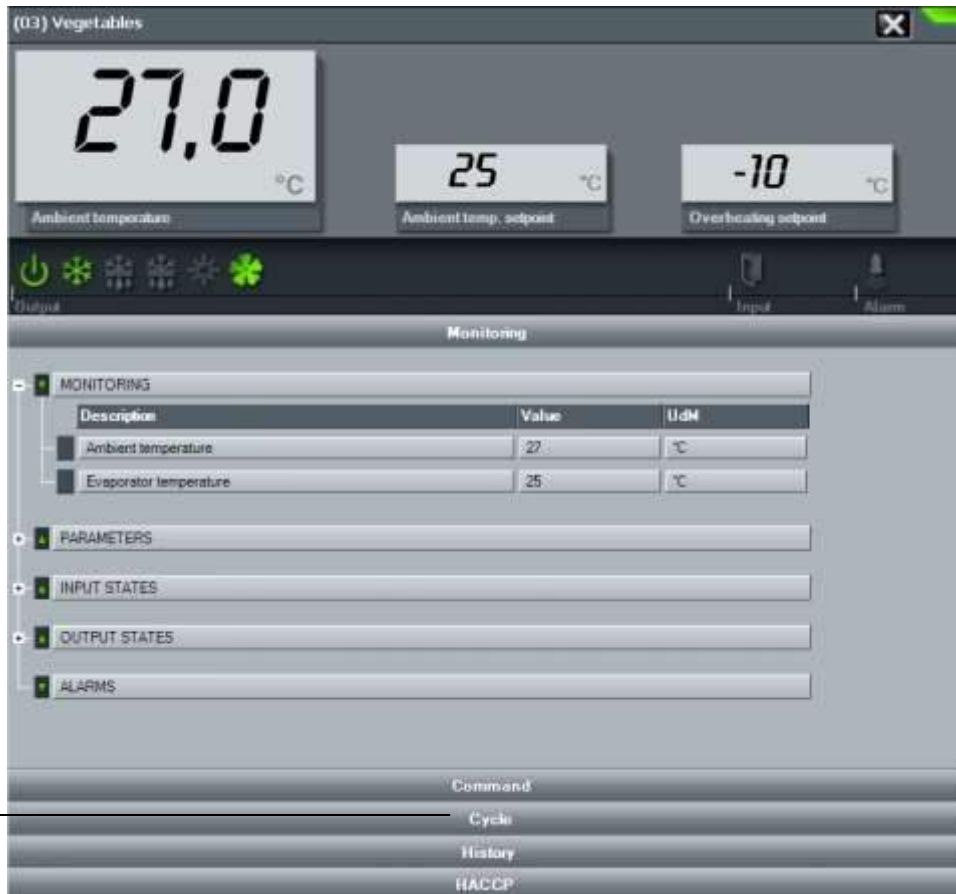 (03) Vegetables
27,0
°C
Ambient temperature
25 °C
Ambient temp. setpoint
-10 °C
Overheating setpoint
Output
Input
Alarm
Monitoring
MONITORING
Description Value UdM
Ambient temperature 27 °C
Evaporator temperature 25 °C
PARAMETERS
INPUT STATES
OUTPUT STATES
ALARMS
Command
Cycle
History
HACCP